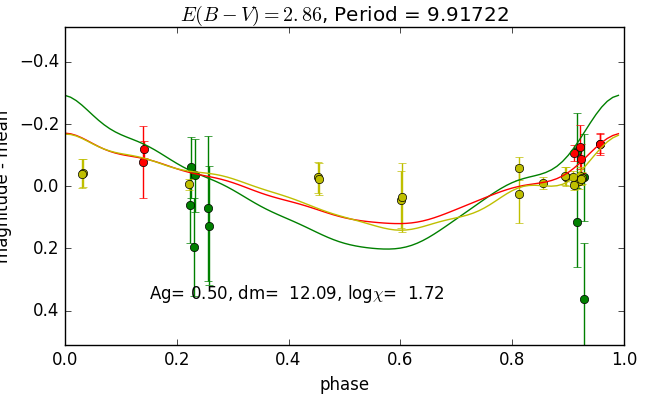 E(B−V)=2.86, Period = 9.91722
magnitude - mean
−0.4
−0.2
0.0
0.2
0.4
Ag= 0.50, dm= 12.09, logχ= 1.72
0.0 0.2 0.4 0.6 0.8 1.0
phase